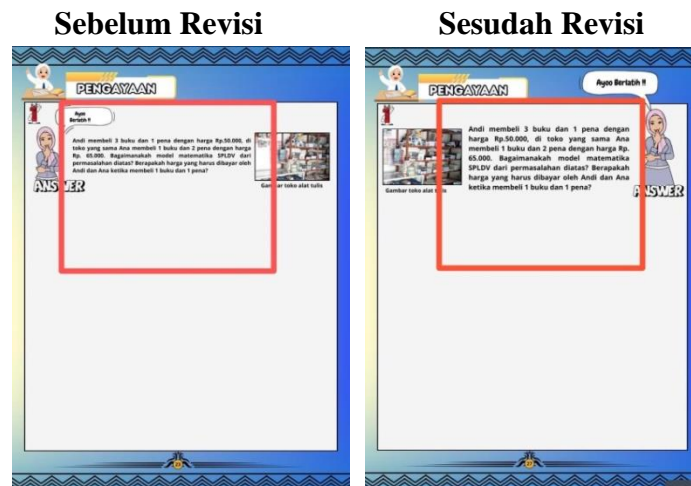 Sebelum Revisi
PENGAYAAN
Ayoo
Berlatih !!
Andi membeli 3 buku dan 1 pena dengan harga Rp.50.000, di
toko yang sama Ana membeli 1 buku dan 2 pena dengan harga
Rp. 65.000. Bagaimanakah model matematika SPLDV dari
permasalahan diatas? Berapakah harga yang harus dibayar oleh
Andi dan Ana ketika membeli 1 buku dan 1 pena?
Gambar toko alat tulis
ANSWER
23
Sesudah Revisi
PENGAYAAN
Ayoo Berlatih !!
Andi membeli 3 buku dan 1 pena dengan
harga Rp.50.000, di toko yang sama Ana
membeli 1 buku dan 2 pena dengan harga Rp.
65.000. Bagaimanakah model matematika
SPLDV dari permasalahan diatas? Berapakah
harga yang harus dibayar oleh Andi dan Ana
ketika membeli 1 buku dan 1 pena?
Gambar toko alat tulis
ANSWER